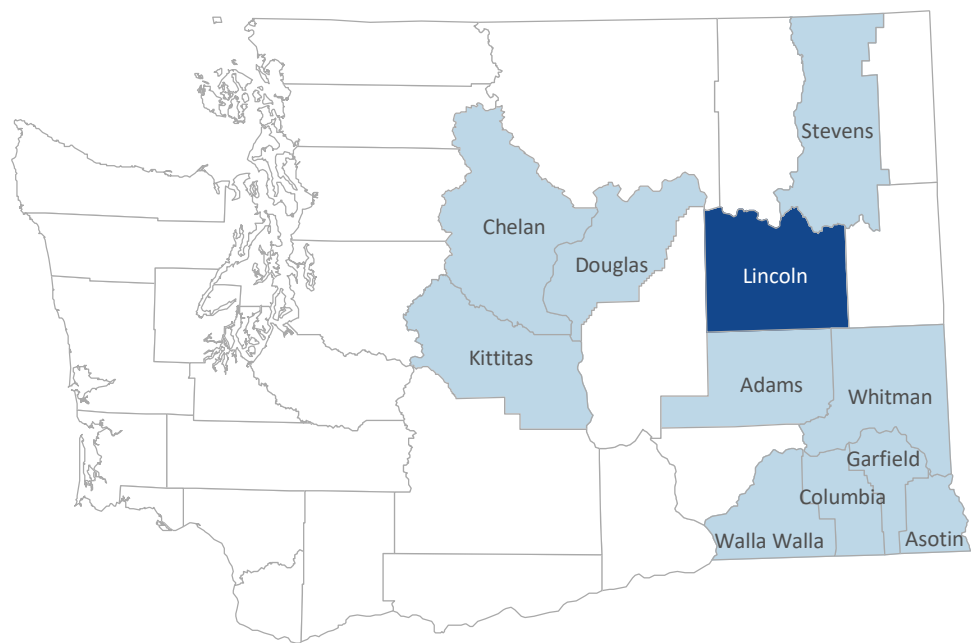 Stevens
Chelan
Douglas
Lincoln
Kittitas
Adams
Whitman
Garfield
Columbia
Walla Walla
Asotin